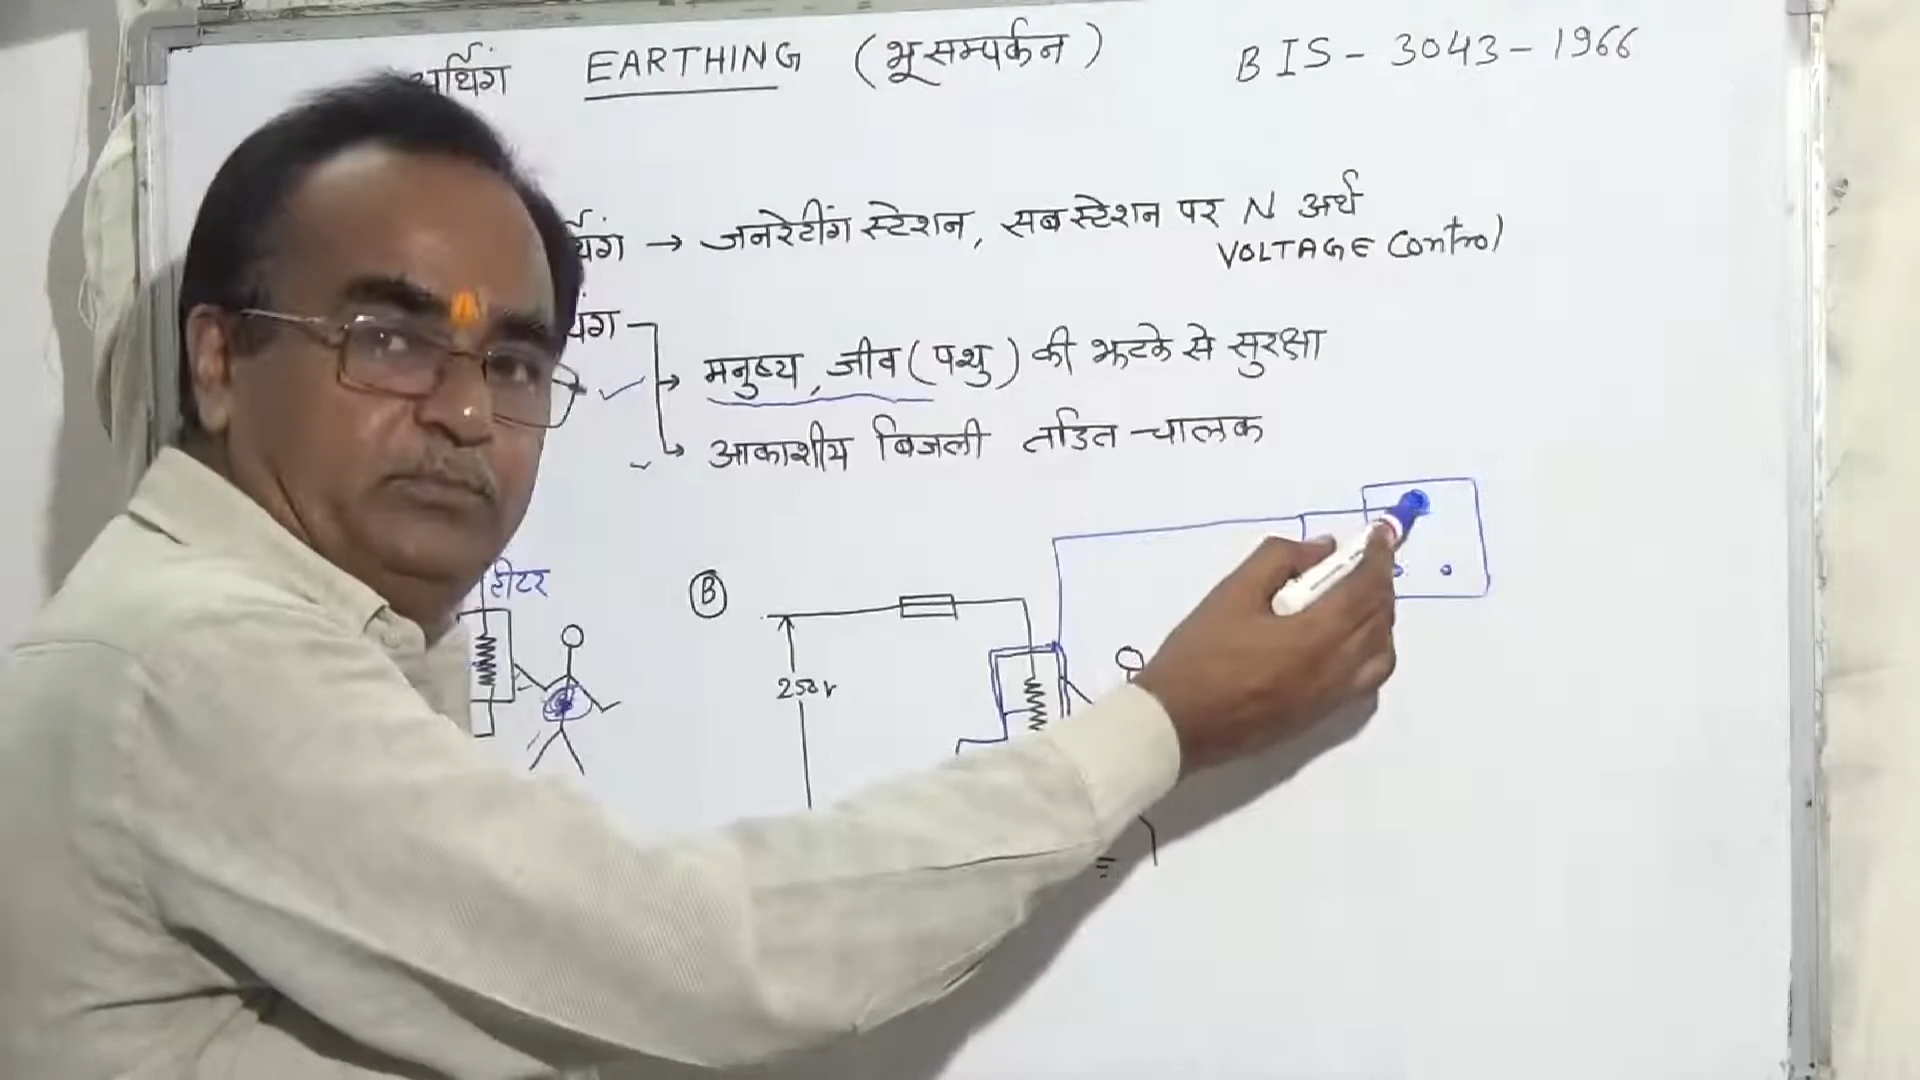 अर्थिंग EARTHING (भूसम्पर्कन) BIS - 3043 - 1966
→ जनरेटींग स्टेशन, सब स्टेशन पर N अर्थ
VOLTAGE Control
→ मनुष्य, जीव (पशु) की झटके से सुरक्षा
→ आकाशीय बिजली तडित चालक
हीटर
B
250V